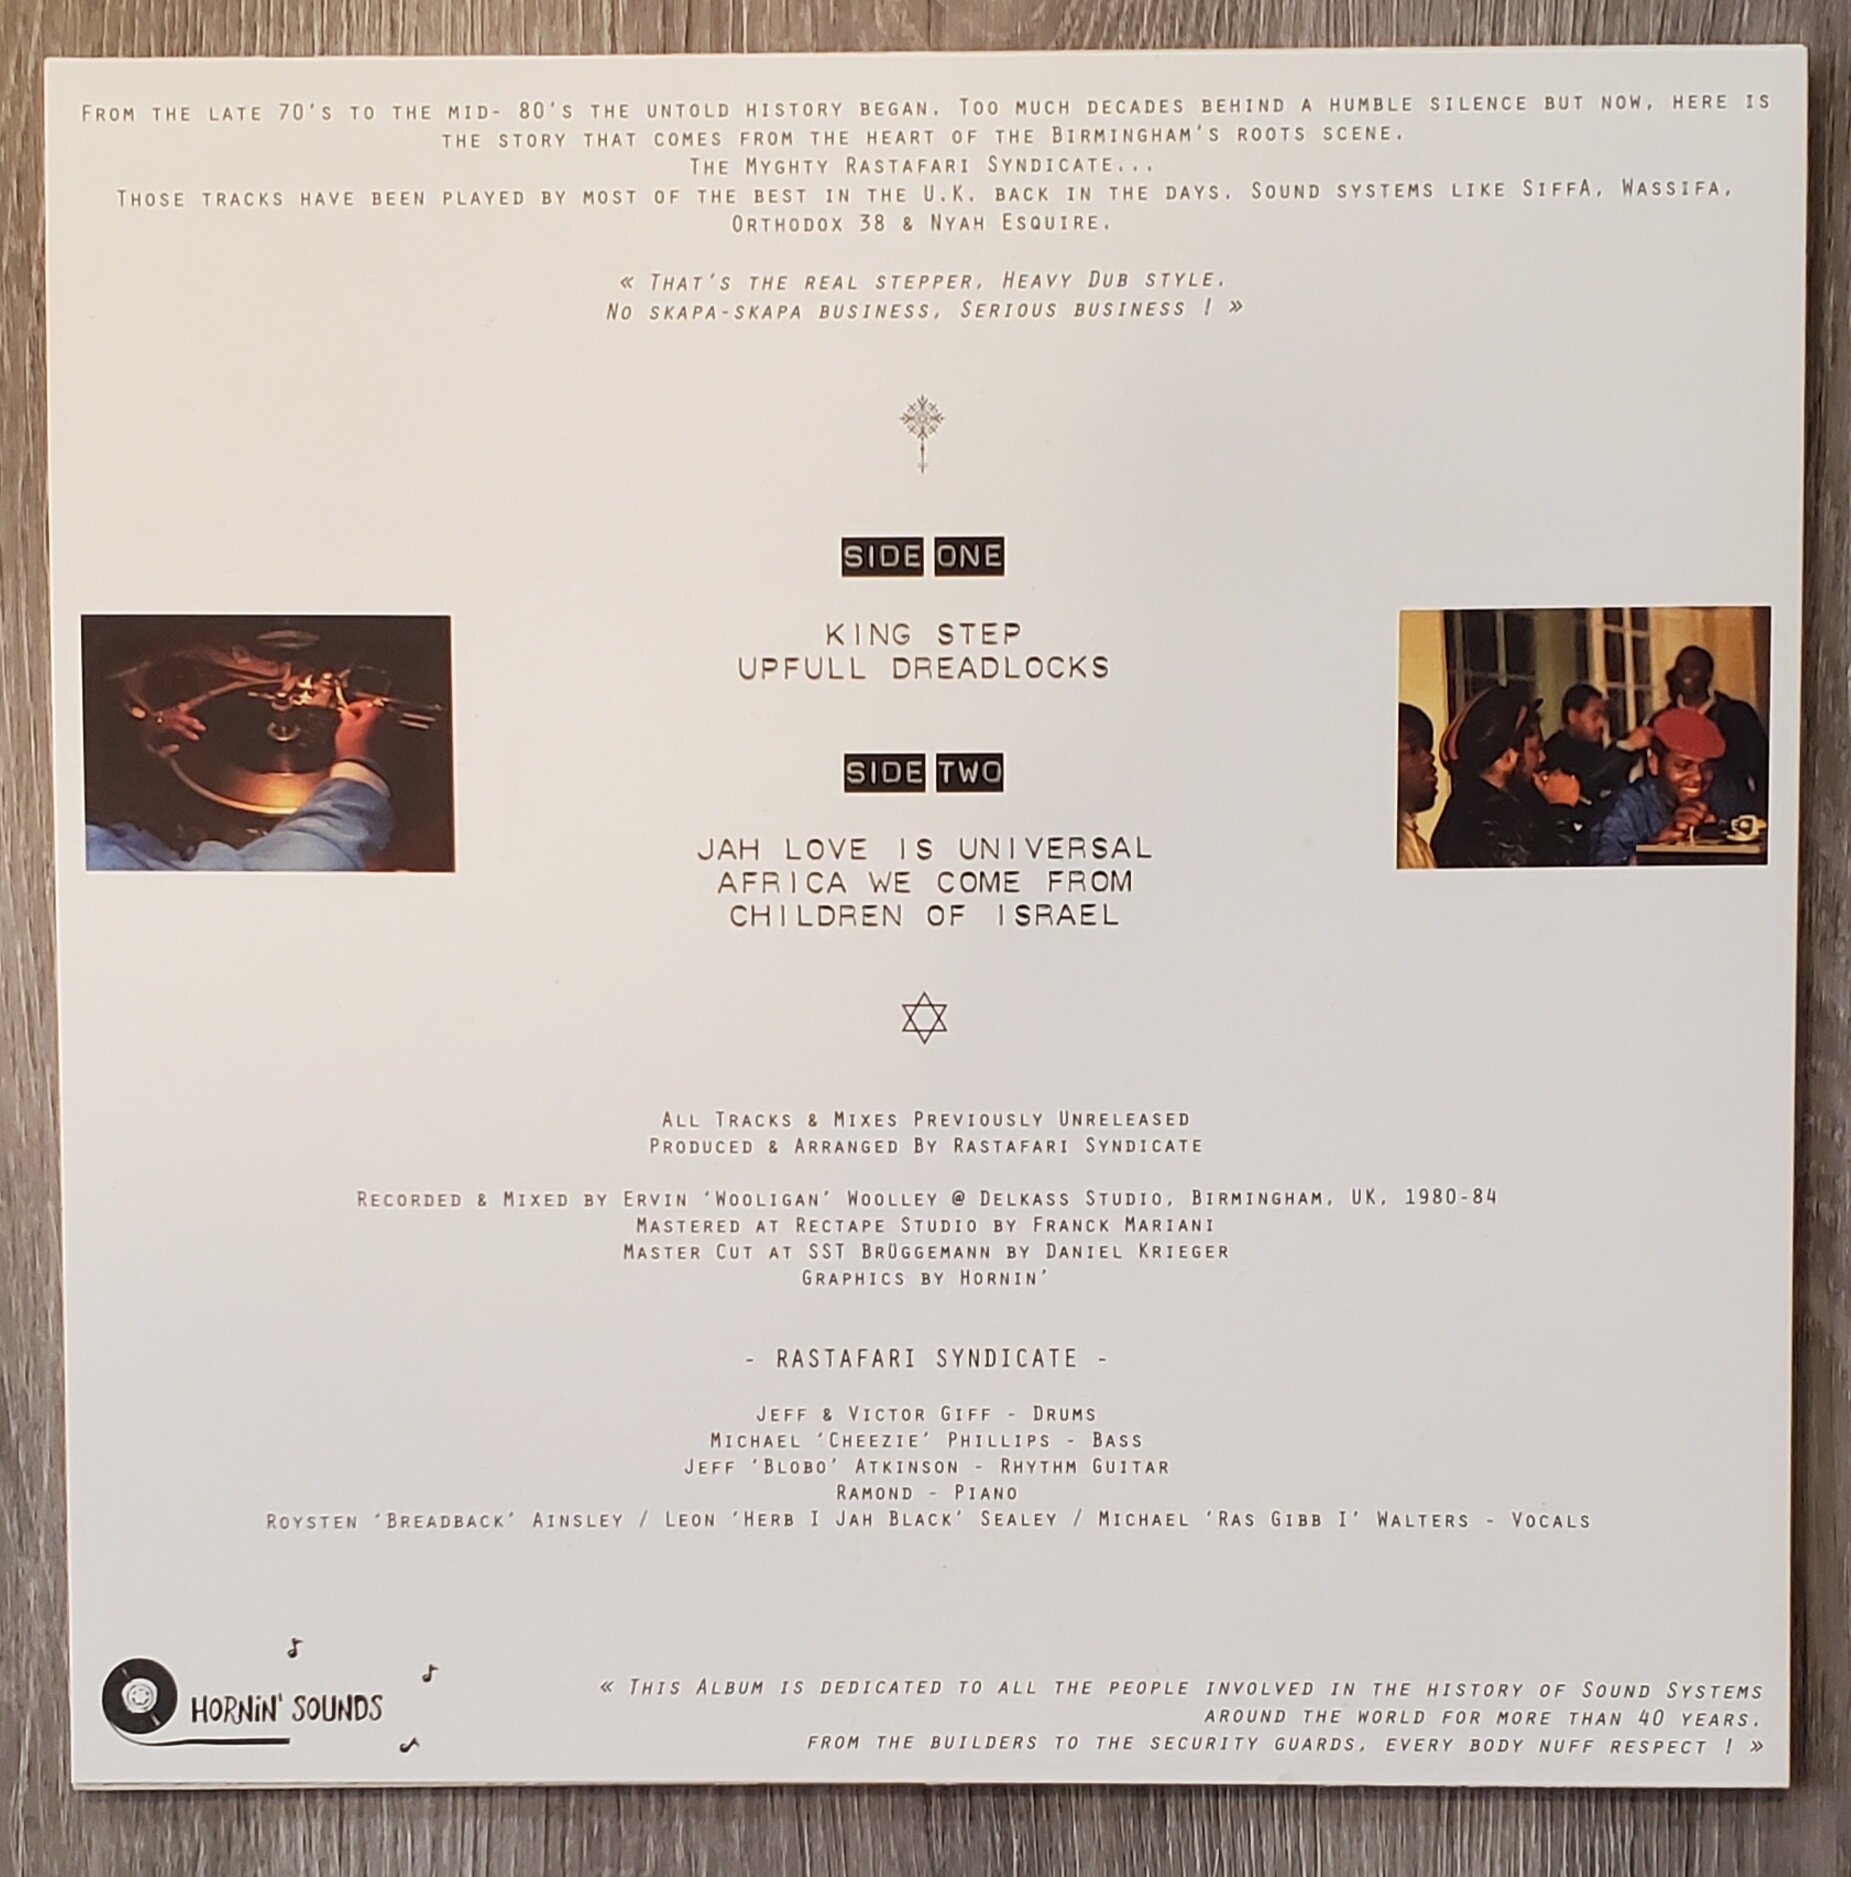 From the late 70's to the mid- 80's the untold history began. Too much decades behind a humble silence but now, here is
the story that comes from the heart of the Birmingham's roots scene.
The Myghty Rastafari Syndicate...
Those tracks have been played by most of the best in the U.K. back in the days. Sound systems like SiffA, Wassifa,
Orthodox 38 & Nyah Esquire.
« That's the real stepper, Heavy Dub style.
No skapa-skapa business, Serious business ! »
SIDE ONE
KING STEP
UPFULL DREADLOCKS
SIDE TWO
JAH LOVE IS UNIVERSAL
AFRICA WE COME FROM
CHILDREN OF ISRAEL
All Tracks & Mixes Previously Unreleased
Produced & Arranged By Rastafari Syndicate
Recorded & Mixed by Ervin 'Wooligan' Woolley @ Delkass Studio, Birmingham, UK, 1980-84
Mastered at Rectape Studio by Franck Mariani
Master Cut at SST Brüggemann by Daniel Krieger
Graphics by Hornin'
- RASTAFARI SYNDICATE -
Jeff & Victor Giff - Drums
Michael 'Cheezie' Phillips - Bass
Jeff 'Blobo' Atkinson - Rhythm Guitar
Ramond - Piano
Roysten 'Breadback' Ainsley / Leon 'Herb I Jah Black' Sealey / Michael 'Ras Gibb I' Walters - Vocals
HORNiN' SOUNDS
« This Album is dedicated to all the people involved in the history of Sound Systems
around the world for more than 40 years.
from the builders to the security guards, every body nuff respect ! »